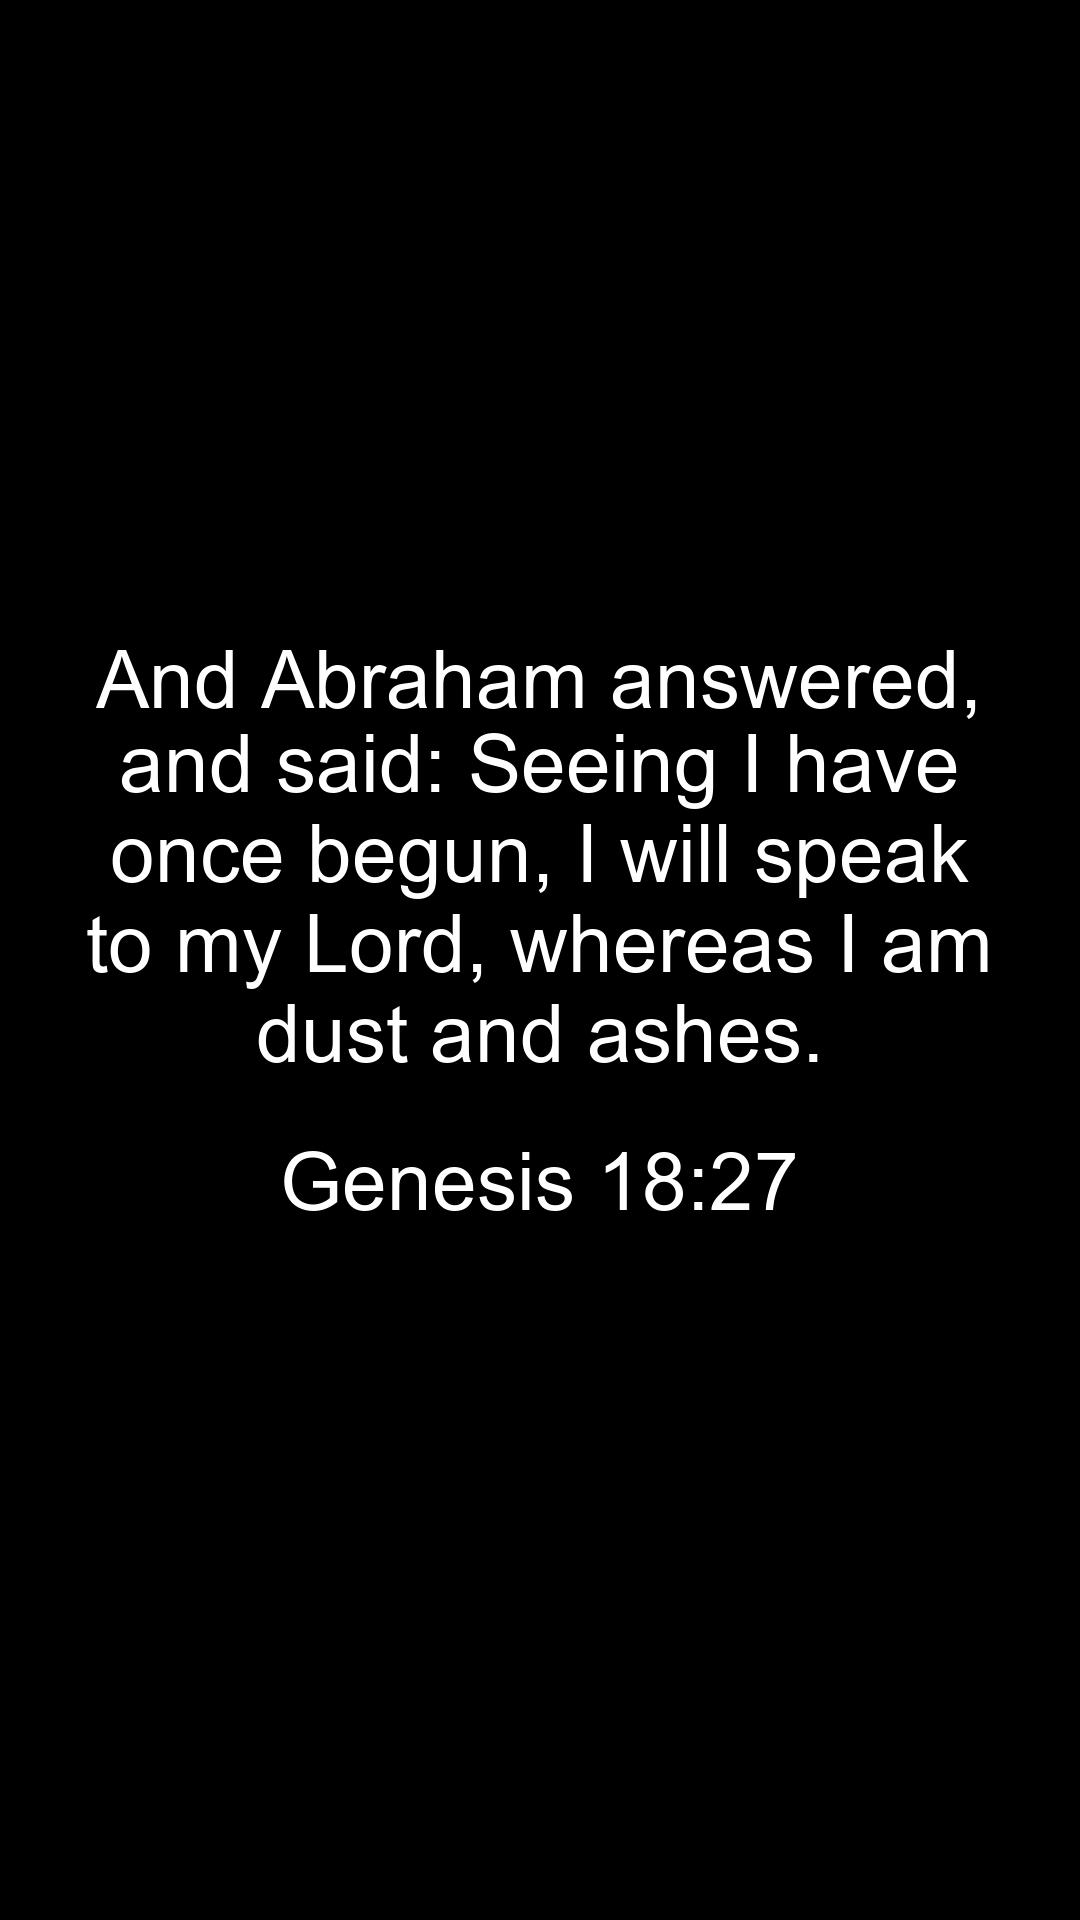 And Abraham answered,
and said: Seeing I have
once begun, I will speak
to my Lord, whereas I am
dust and ashes.
Genesis 18:27